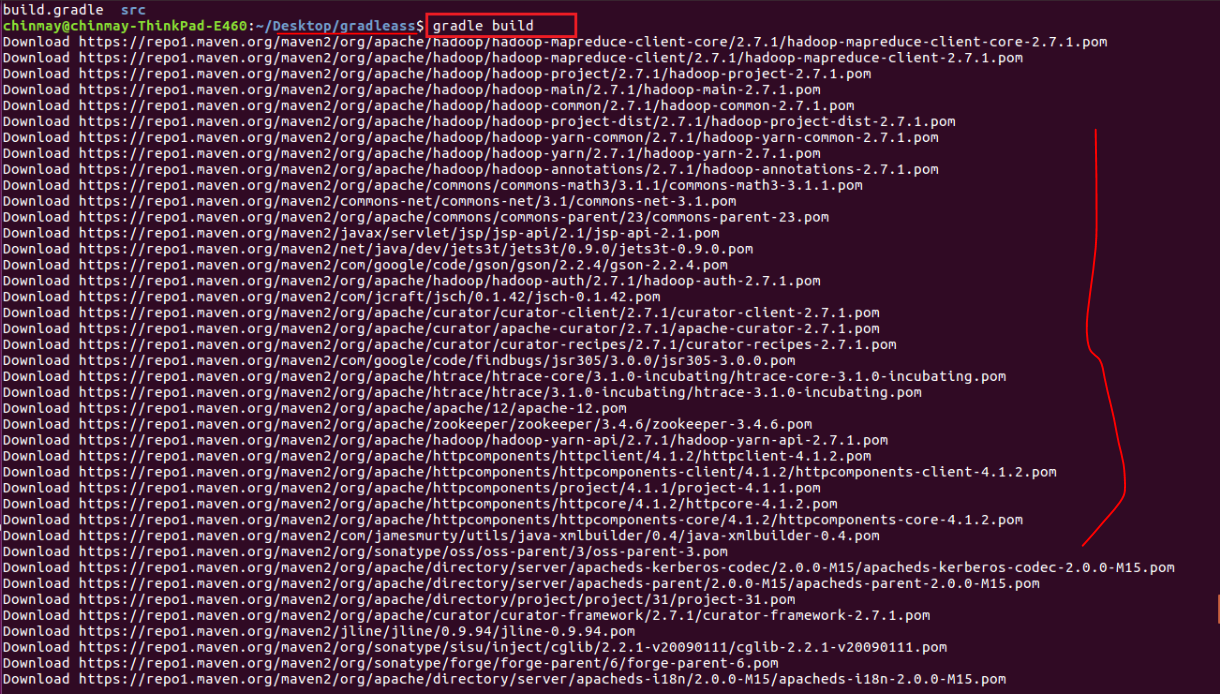 build.gradle  src
chinmay@chinmay-ThinkPad-E460:~/Desktop/gradleass$ gradle build
Download https://repo1.maven.org/maven2/org/apache/hadoop/hadoop-mapreduce-client-core/2.7.1/hadoop-mapreduce-client-core-2.7.1.pom
Download https://repo1.maven.org/maven2/org/apache/hadoop/hadoop-mapreduce-client/2.7.1/hadoop-mapreduce-client-2.7.1.pom
Download https://repo1.maven.org/maven2/org/apache/hadoop/hadoop-project/2.7.1/hadoop-project-2.7.1.pom
Download https://repo1.maven.org/maven2/org/apache/hadoop/hadoop-main/2.7.1/hadoop-main-2.7.1.pom
Download https://repo1.maven.org/maven2/org/apache/hadoop/hadoop-common/2.7.1/hadoop-common-2.7.1.pom
Download https://repo1.maven.org/maven2/org/apache/hadoop/hadoop-project-dist/2.7.1/hadoop-project-dist-2.7.1.pom
Download https://repo1.maven.org/maven2/org/apache/hadoop/hadoop-yarn-common/2.7.1/hadoop-yarn-common-2.7.1.pom
Download https://repo1.maven.org/maven2/org/apache/hadoop/hadoop-yarn/2.7.1/hadoop-yarn-2.7.1.pom
Download https://repo1.maven.org/maven2/org/apache/hadoop/hadoop-annotations/2.7.1/hadoop-annotations-2.7.1.pom
Download https://repo1.maven.org/maven2/org/apache/commons/commons-math3/3.1.1/commons-math3-3.1.1.pom
Download https://repo1.maven.org/maven2/commons-net/commons-net/3.1/commons-net-3.1.pom
Download https://repo1.maven.org/maven2/org/apache/commons/commons-parent/23/commons-parent-23.pom
Download https://repo1.maven.org/maven2/javax/servlet/jsp/jsp-api/2.1/jsp-api-2.1.pom
Download https://repo1.maven.org/maven2/net/java/dev/jets3t/jets3t/0.9.0/jets3t-0.9.0.pom
Download https://repo1.maven.org/maven2/com/google/code/gson/gson/2.2.4/gson-2.2.4.pom
Download https://repo1.maven.org/maven2/org/apache/hadoop/hadoop-auth/2.7.1/hadoop-auth-2.7.1.pom
Download https://repo1.maven.org/maven2/com/jcraft/jsch/0.1.42/jsch-0.1.42.pom
Download https://repo1.maven.org/maven2/org/apache/curator/curator-client/2.7.1/curator-client-2.7.1.pom
Download https://repo1.maven.org/maven2/org/apache/curator/apache-curator/2.7.1/apache-curator-2.7.1.pom
Download https://repo1.maven.org/maven2/org/apache/curator/curator-recipes/2.7.1/curator-recipes-2.7.1.pom
Download https://repo1.maven.org/maven2/com/google/code/findbugs/jsr305/3.0.0/jsr305-3.0.0.pom
Download https://repo1.maven.org/maven2/org/apache/htrace/htrace-core/3.1.0-incubating/htrace-core-3.1.0-incubating.pom
Download https://repo1.maven.org/maven2/org/apache/htrace/htrace/3.1.0-incubating/htrace-3.1.0-incubating.pom
Download https://repo1.maven.org/maven2/org/apache/apache/12/apache-12.pom
Download https://repo1.maven.org/maven2/org/apache/zookeeper/zookeeper/3.4.6/zookeeper-3.4.6.pom
Download https://repo1.maven.org/maven2/org/apache/hadoop/hadoop-yarn-api/2.7.1/hadoop-yarn-api-2.7.1.pom
Download https://repo1.maven.org/maven2/org/apache/httpcomponents/httpclient/4.1.2/httpclient-4.1.2.pom
Download https://repo1.maven.org/maven2/org/apache/httpcomponents/httpcomponents-client/4.1.2/httpcomponents-client-4.1.2.pom
Download https://repo1.maven.org/maven2/org/apache/httpcomponents/project/4.1.1/project-4.1.1.pom
Download https://repo1.maven.org/maven2/org/apache/httpcomponents/httpcore/4.1.2/httpcore-4.1.2.pom
Download https://repo1.maven.org/maven2/org/apache/httpcomponents/httpcomponents-core/4.1.2/httpcomponents-core-4.1.2.pom
Download https://repo1.maven.org/maven2/com/jamesmurty/utils/java-xmlbuilder/0.4/java-xmlbuilder-0.4.pom
Download https://repo1.maven.org/maven2/org/sonatype/oss/oss-parent/3/oss-parent-3.pom
Download https://repo1.maven.org/maven2/org/apache/directory/server/apacheds-kerberos-codec/2.0.0-M15/apacheds-kerberos-codec-2.0.0-M15.pom
Download https://repo1.maven.org/maven2/org/apache/directory/server/apacheds-parent/2.0.0-M15/apacheds-parent-2.0.0-M15.pom
Download https://repo1.maven.org/maven2/org/apache/directory/project/project/31/project-31.pom
Download https://repo1.maven.org/maven2/org/apache/curator/curator-framework/2.7.1/curator-framework-2.7.1.pom
Download https://repo1.maven.org/maven2/jline/jline/0.9.94/jline-0.9.94.pom
Download https://repo1.maven.org/maven2/org/sonatype/sisu/inject/cglib/2.2.1-v20090111/cglib-2.2.1-v20090111.pom
Download https://repo1.maven.org/maven2/org/sonatype/forge/forge-parent/6/forge-parent-6.pom
Download https://repo1.maven.org/maven2/org/apache/directory/server/apacheds-i18n/2.0.0-M15/apacheds-i18n-2.0.0-M15.pom